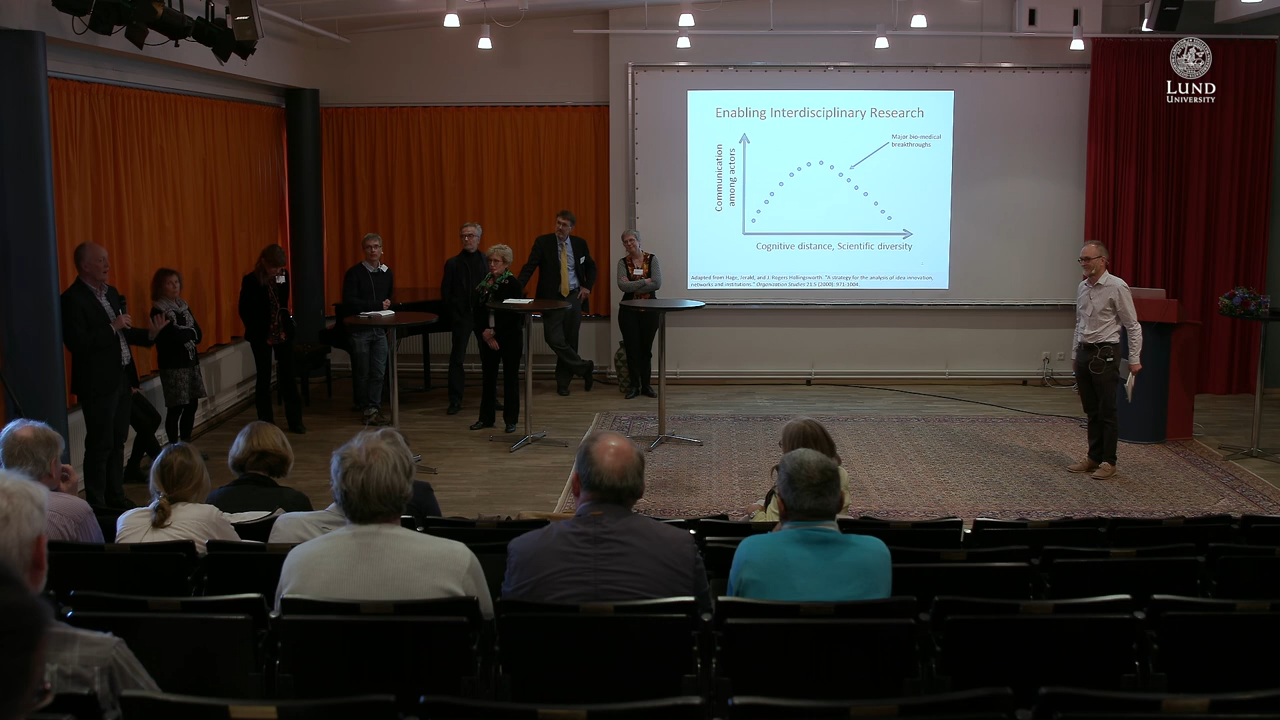 LUND
UNIVERSITY
Enabling Interdisciplinary Research
Major bio-medical
breakthroughs
Communication
among actors
Cognitive distance, Scientific diversity
Adapted from Hage, Jerald, and J. Rogers Hollingsworth. "A strategy for the analysis of idea innovation,
networks and institutions." Organization Studies 21.5 (2000): 971-1004.